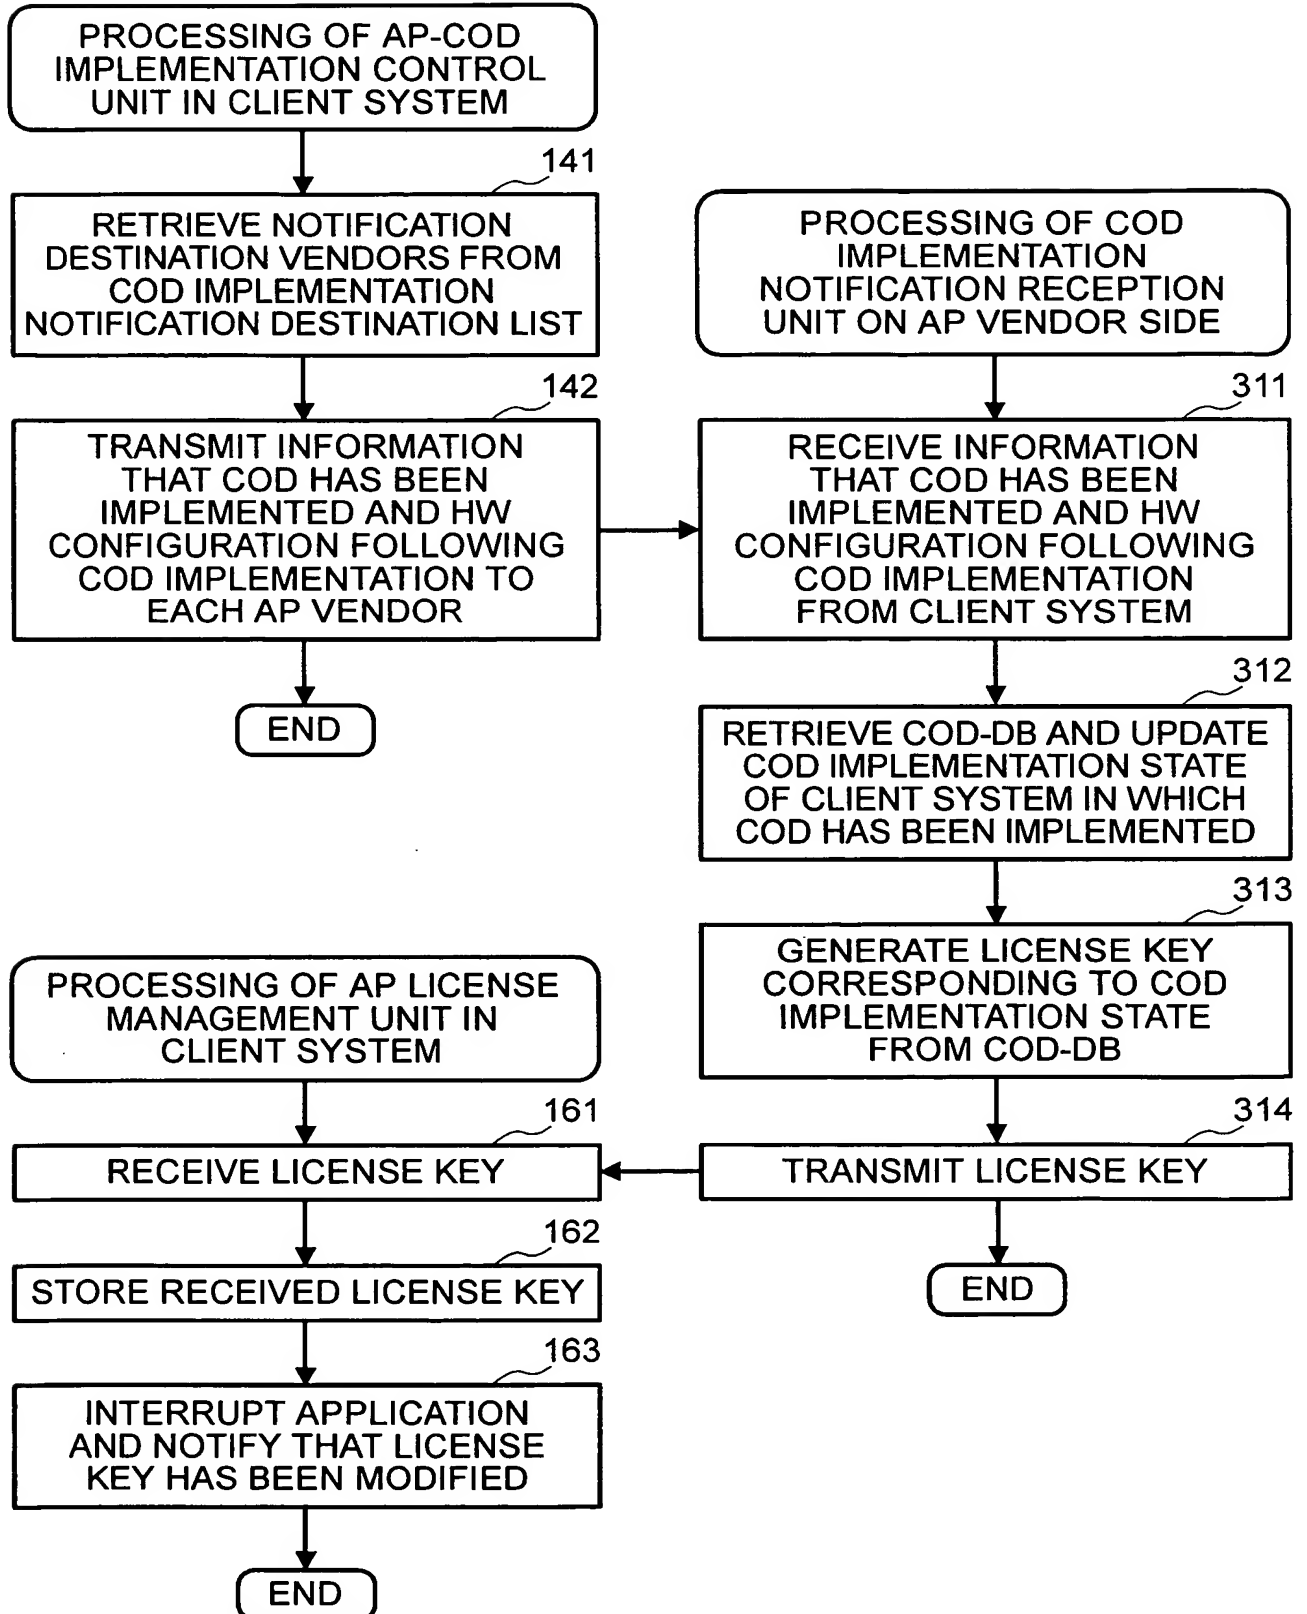 PROCESSING OF AP-COD
IMPLEMENTATION CONTROL
UNIT IN CLIENT SYSTEM
141
RETRIEVE NOTIFICATION
DESTINATION VENDORS FROM
COD IMPLEMENTATION
NOTIFICATION DESTINATION LIST
142
TRANSMIT INFORMATION
THAT COD HAS BEEN
IMPLEMENTED AND HW
CONFIGURATION FOLLOWING
COD IMPLEMENTATION TO
EACH AP VENDOR
END
PROCESSING OF COD
IMPLEMENTATION
NOTIFICATION RECEPTION
UNIT ON AP VENDOR SIDE
311
RECEIVE INFORMATION
THAT COD HAS BEEN
IMPLEMENTED AND HW
CONFIGURATION FOLLOWING
COD IMPLEMENTATION
FROM CLIENT SYSTEM
312
RETRIEVE COD-DB AND UPDATE
COD IMPLEMENTATION STATE
OF CLIENT SYSTEM IN WHICH
COD HAS BEEN IMPLEMENTED
313
GENERATE LICENSE KEY
CORRESPONDING TO COD
IMPLEMENTATION STATE
FROM COD-DB
314
TRANSMIT LICENSE KEY
END
PROCESSING OF AP LICENSE
MANAGEMENT UNIT IN
CLIENT SYSTEM
161
RECEIVE LICENSE KEY
162
STORE RECEIVED LICENSE KEY
163
INTERRUPT APPLICATION
AND NOTIFY THAT LICENSE
KEY HAS BEEN MODIFIED
END